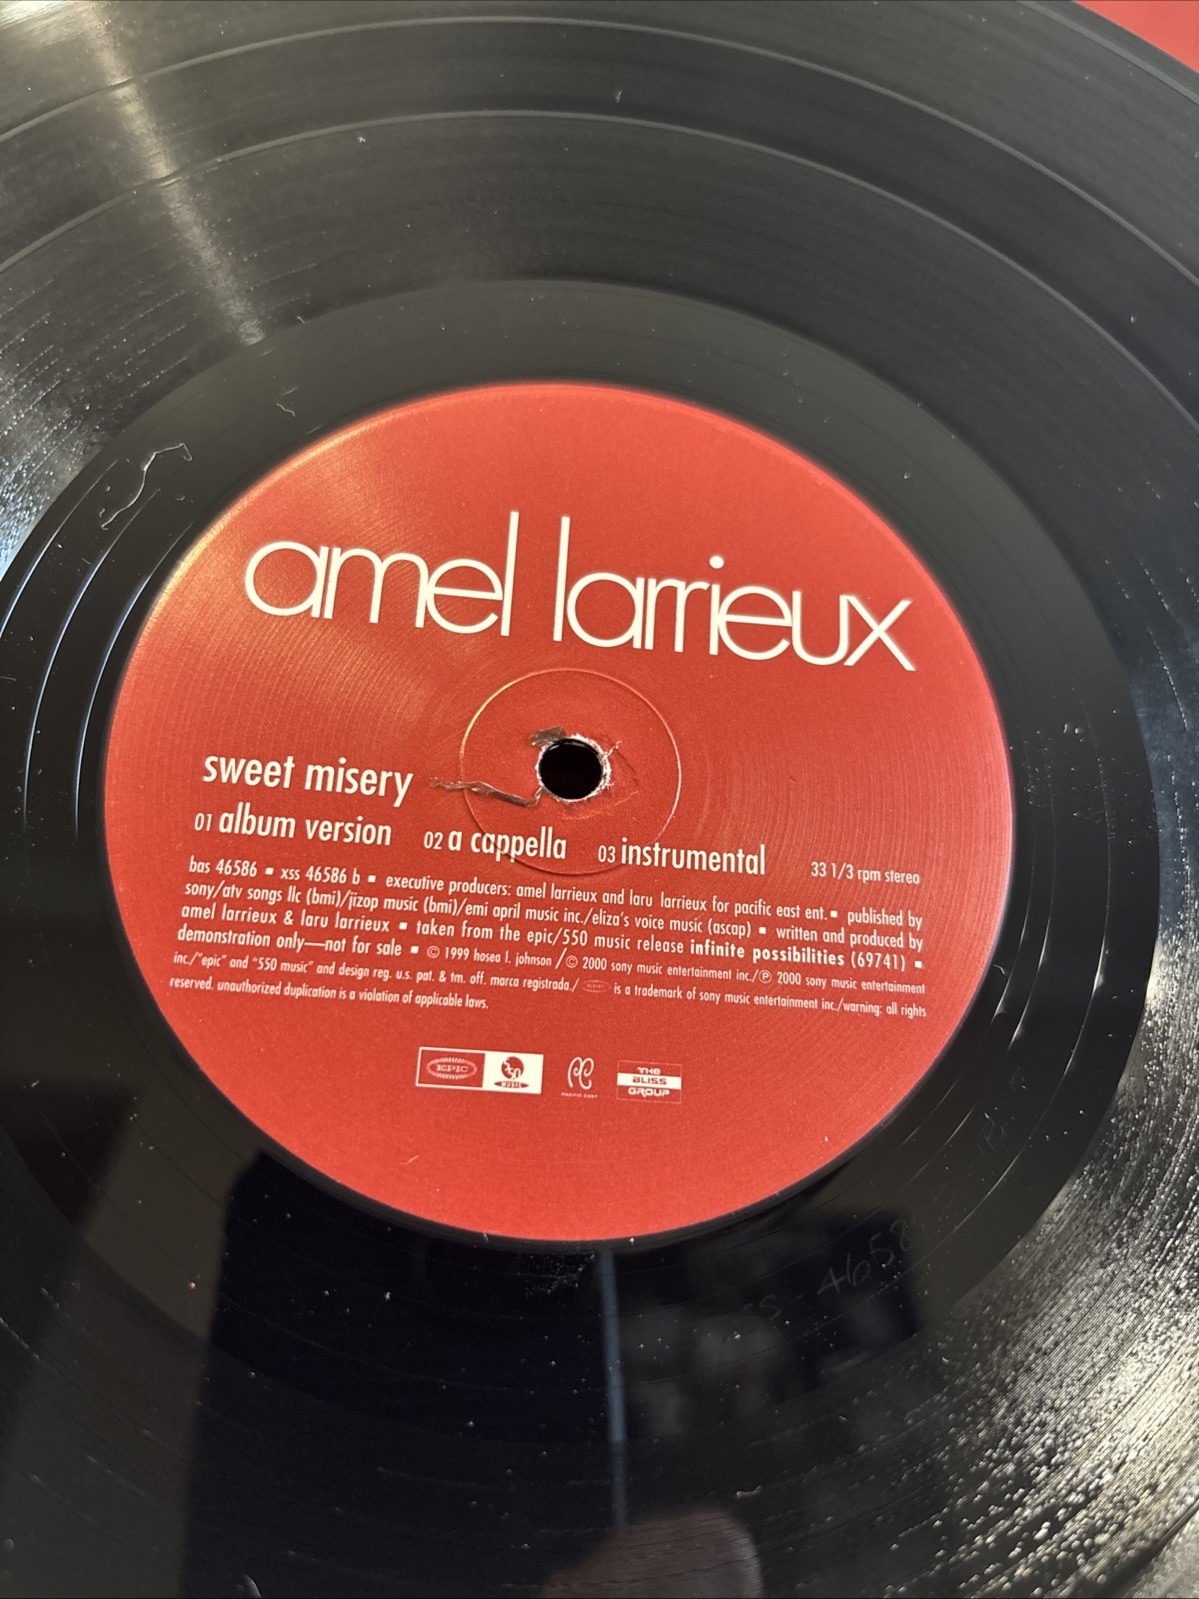 amel larrieux
sweet misery
01 album version 02 a cappella 03 instrumental 33 1/3 rpm stereo
bas 46586 ▪ xss 46586 b ▪ executive producers: amel larrieux and laru larrieux for pacific east ent. ▪ published by
sony/atv songs llc (bmi)/jizop music (bmi)/emi april music inc./eliza's voice music (ascap) ▪ written and produced by
amel larrieux & laru larrieux ▪ taken from the epic/550 music release infinite possibilities (69741) ▪
demonstration only—not for sale ▪ © 1999 hosea l. johnson /© 2000 sony music entertainment inc./℗ 2000 sony music entertainment
inc./"epic" and "550 music" and design reg. u.s. pat. & tm. off. marca registrada./ is a trademark of sony music entertainment inc./warning: all rights
reserved. unauthorized duplication is a violation of applicable laws.
EPIC 550 MUSIC PACIFIC EAST THE BLISS GROUP